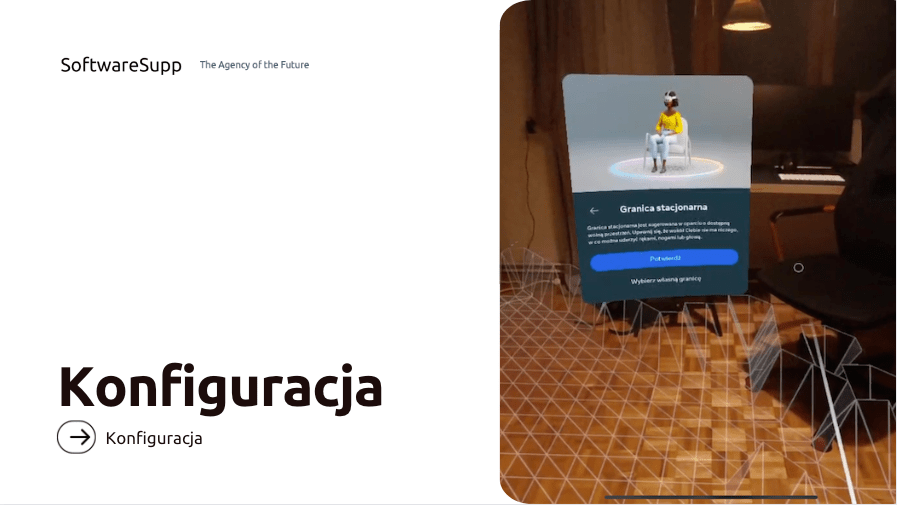 SoftwareSupp
The Agency of the Future
Konfiguracja
Konfiguracja
Granica stacjonarna
Granica stacjonarna jest sugerowana w oparciu o dostępną
wolną przestrzeń. Upewnij się, że wokół Ciebie nie ma niczego,
w co można uderzyć rękami, nogami lub głową.
Potwierdź
Wybierz własną granicę